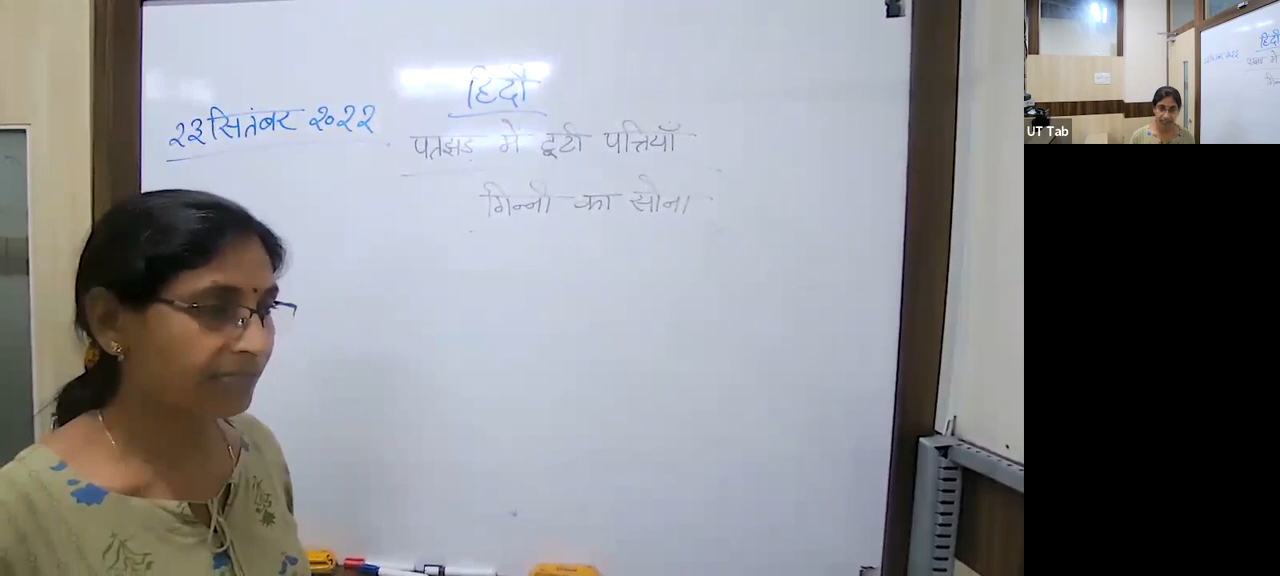 हिंदी
२३ सितंबर २०२२
पतझड़ में टूटी पत्तियाँ
गिन्नी का सोना
UT Tab